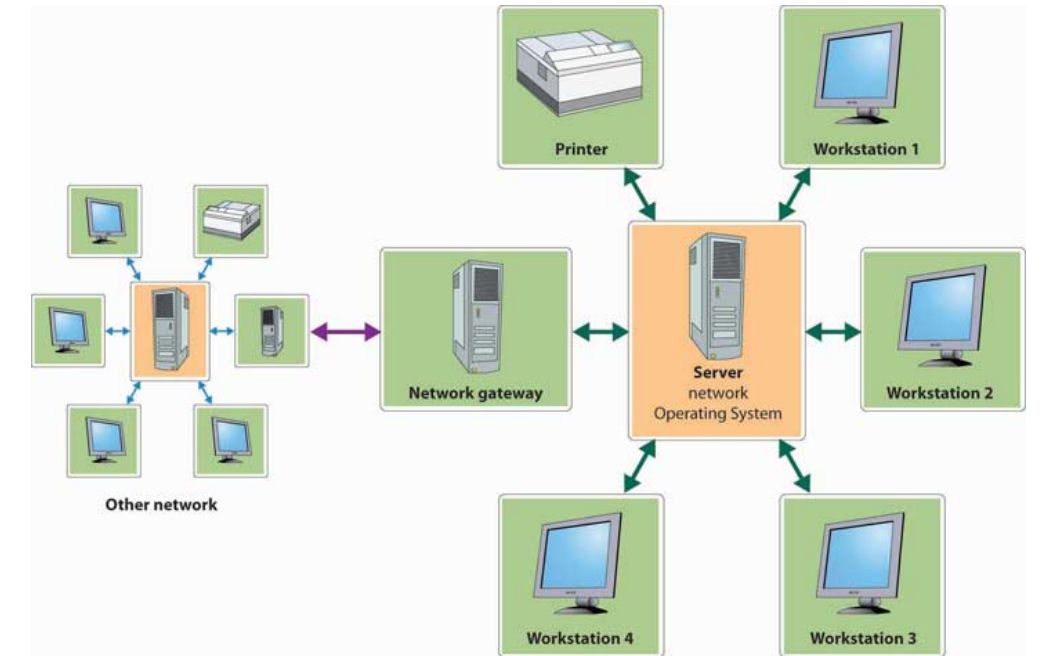 Printer
Workstation 1
Network gateway
Server
network
Operating System
Workstation 2
Other network
Workstation 4
Workstation 3